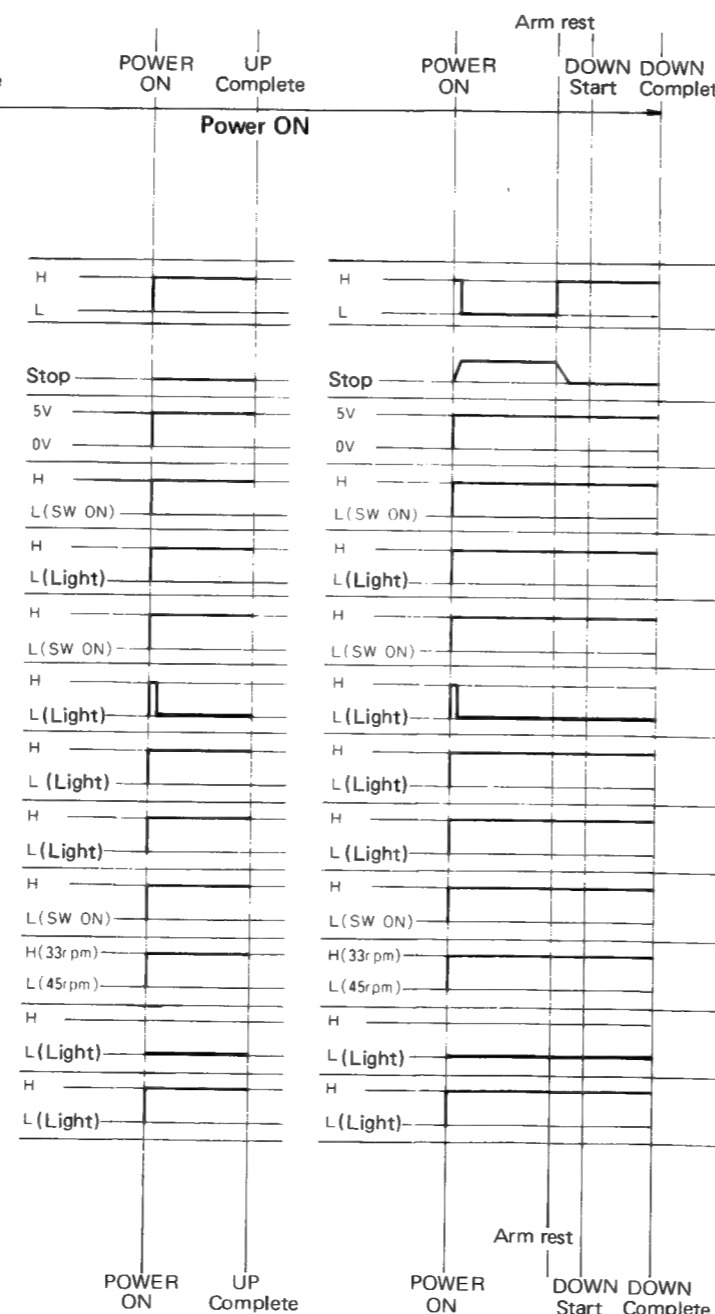 Arm rest
POWER ON UP Complete POWER ON DOWN Start DOWN Complet
Power ON
H H
L L
Stop Stop
5V 5V
0V 0V
H H
L(SW ON) L(SW ON)
H H
L(Light) L(Light)
H H
L(SW ON) L(SW ON)
H H
L(Light) L(Light)
H H
L(Light) L(Light)
H H
L(Light) L(Light)
H H
L(SW ON) L(SW ON)
H(33rpm) H(33rpm)
L(45rpm) L(45rpm)
H H
L(Light) L(Light)
H H
L(Light) L(Light)
Arm rest
POWER ON UP Complete POWER ON DOWN Start DOWN Complete